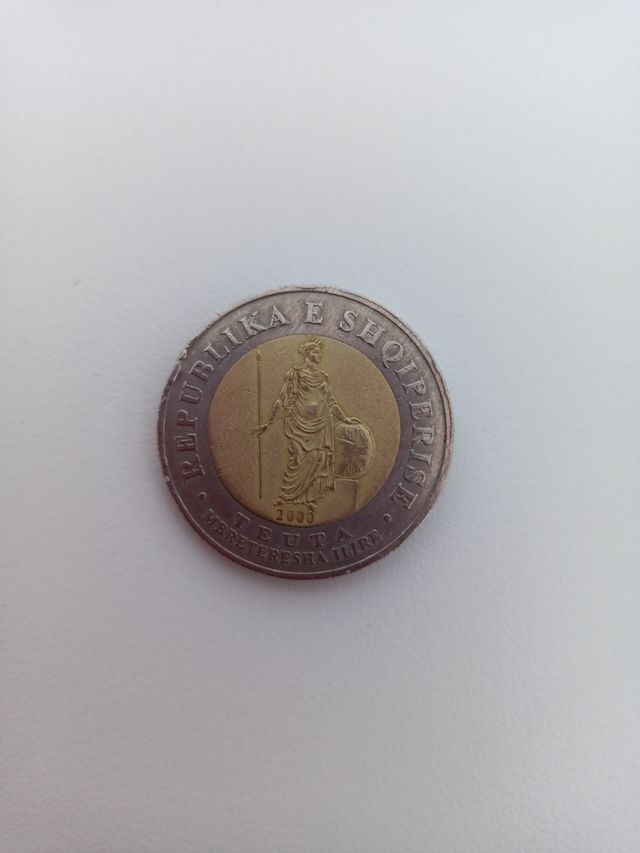 REPUBLIKA E SHQIPERISE
2000
TEUTA
MBRETERESHA ILIRE